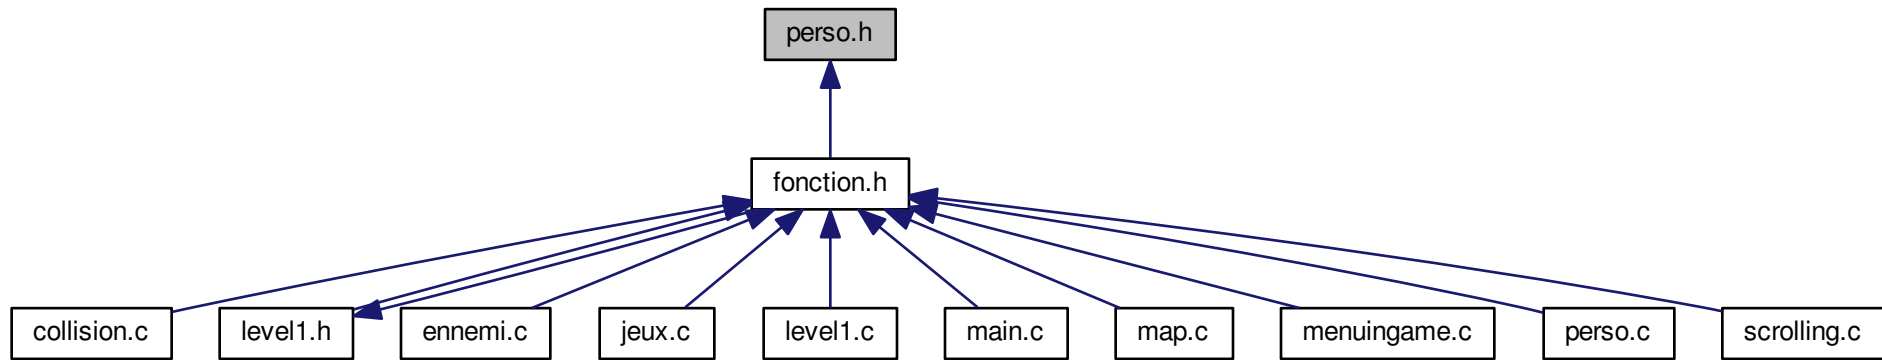 perso.h
fonction.h
collision.c
level1.h
ennemi.c
jeux.c
level1.c
main.c
map.c
menuingame.c
perso.c
scrolling.c